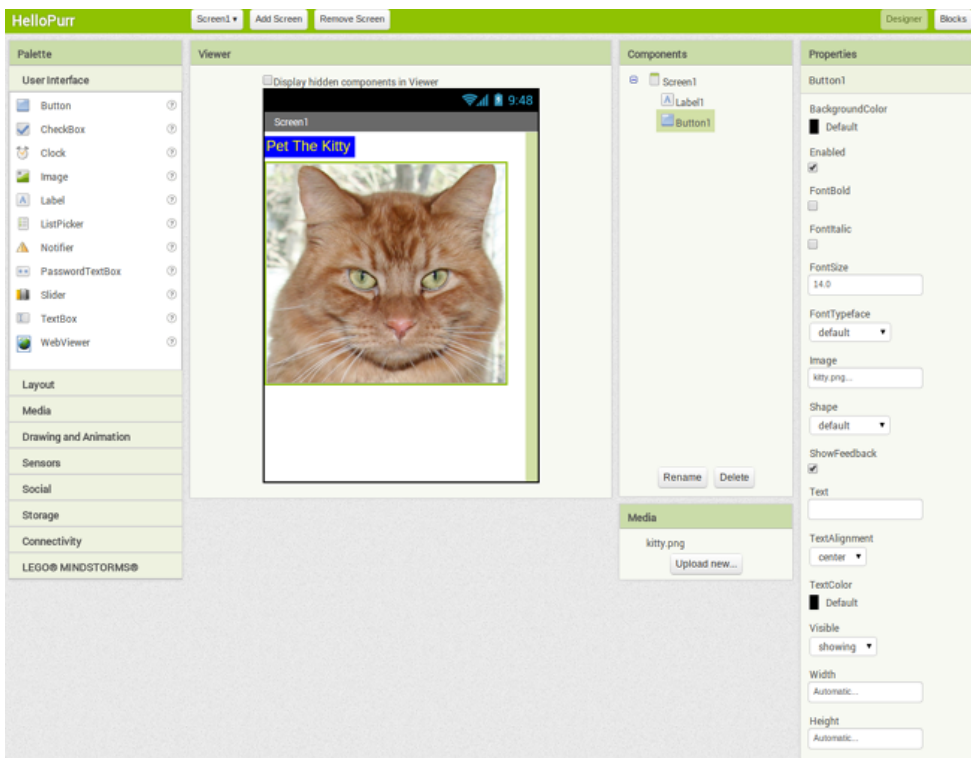 HelloPurr
Screen1 ▾
Add Screen
Remove Screen
Designer
Blocks
Palette
User Interface
Button
CheckBox
Clock
Image
Label
ListPicker
Notifier
PasswordTextBox
Slider
TextBox
WebViewer
Layout
Media
Drawing and Animation
Sensors
Social
Storage
Connectivity
LEGO® MINDSTORMS®
Viewer
Display hidden components in Viewer
9:48
Screen1
Pet The Kitty
Components
Screen1
A Label1
Button1
Rename
Delete
Media
kitty.png
Upload new...
Properties
Button1
BackgroundColor
Default
Enabled
FontBold
FontItalic
FontSize
14.0
FontTypeface
default
Image
kitty.png...
Shape
default
ShowFeedback
Text
TextAlignment
center
TextColor
Default
Visible
showing
Width
Automatic...
Height
Automatic...